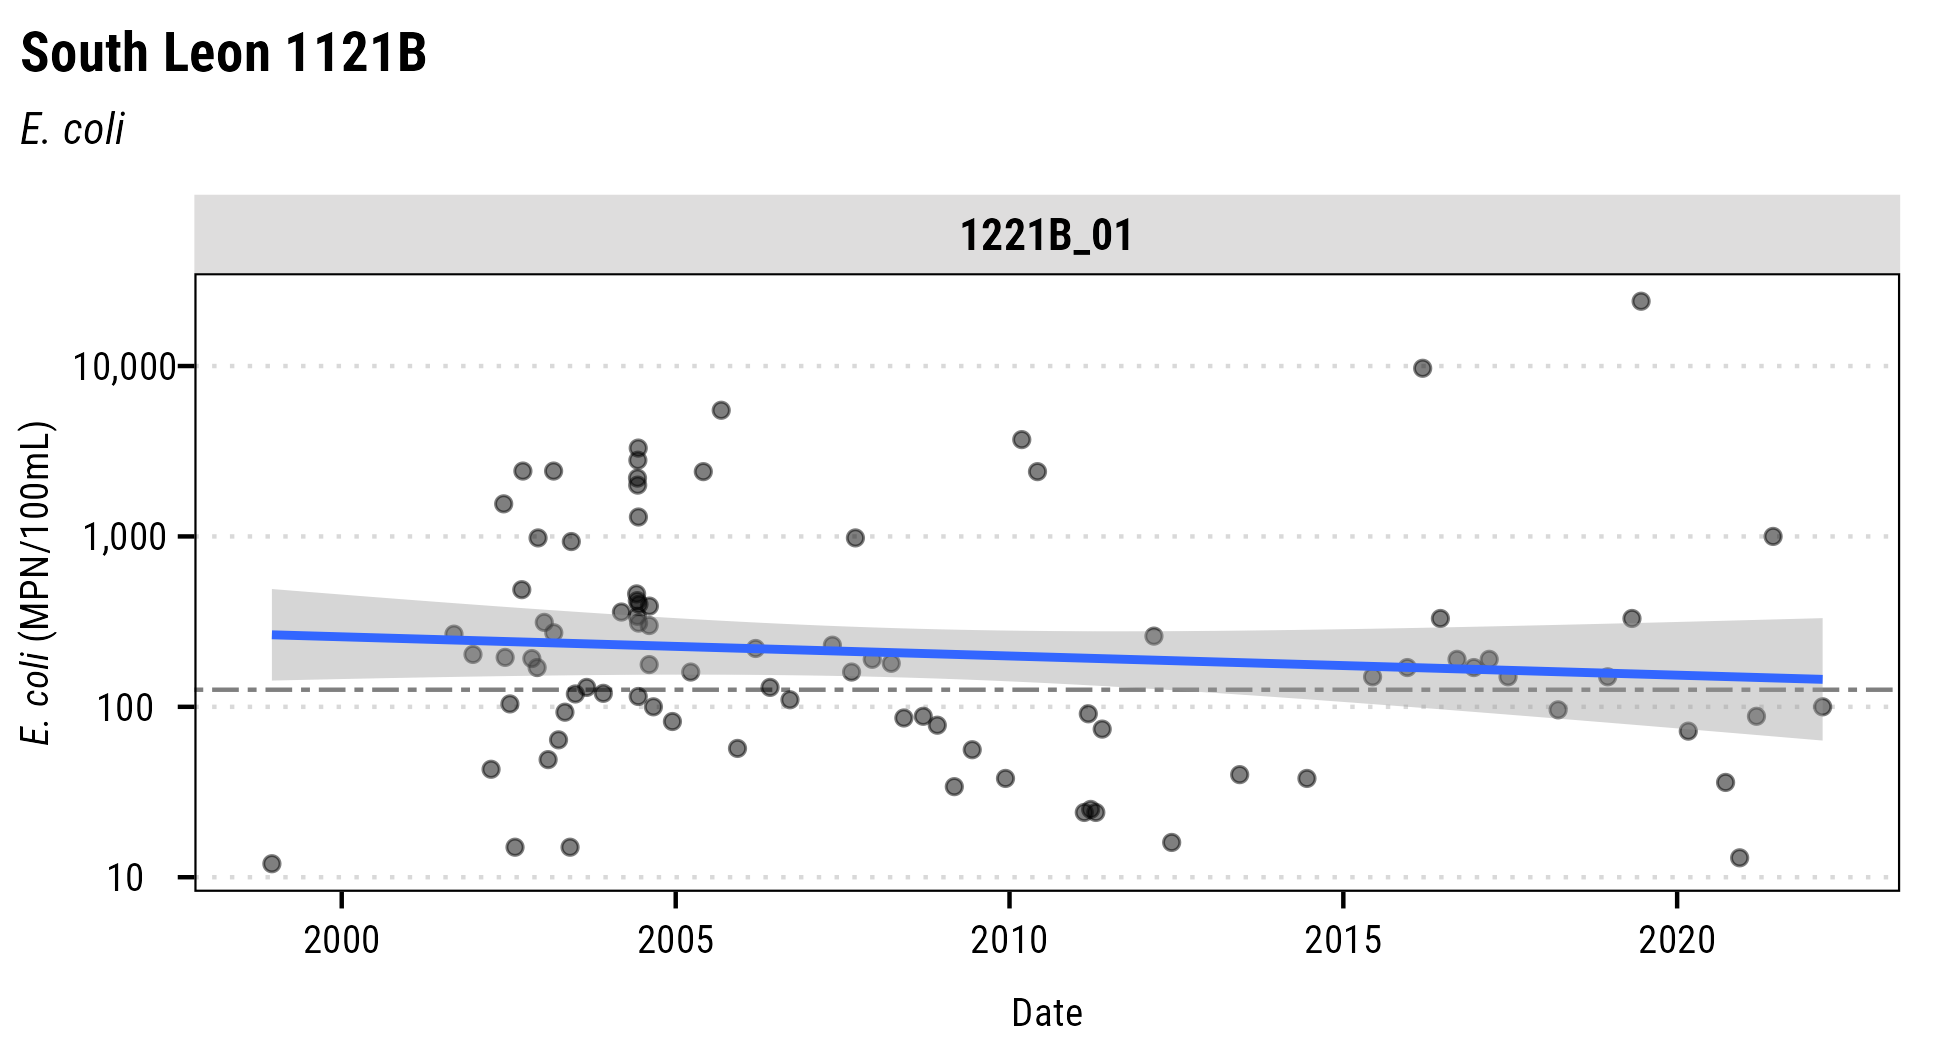 South Leon 1121B
E. coli
1221B_01
E. coli (MPN/100mL)
10,000
1,000
100
10
2000 2005 2010 2015 2020
Date